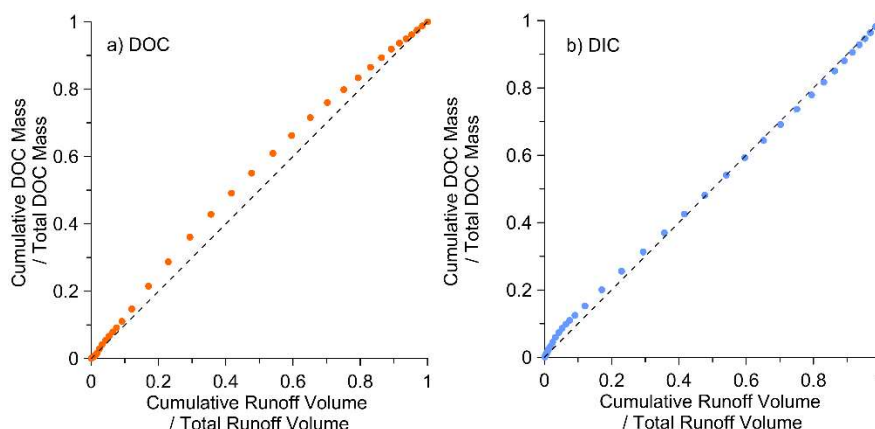 a) DOC
1
0.8
0.6
0.4
0.2
0
Cumulative DOC Mass
/ Total DOC Mass
0
0.2
0.4
0.6
0.8
1
Cumulative Runoff Volume
/ Total Runoff Volume
b) DIC
1
0.8
0.6
0.4
0.2
0
Cumulative DOC Mass
/ Total DOC Mass
0
0.2
0.4
0.6
0.8
Cumulative Runoff Volume
/ Total Runoff Volume